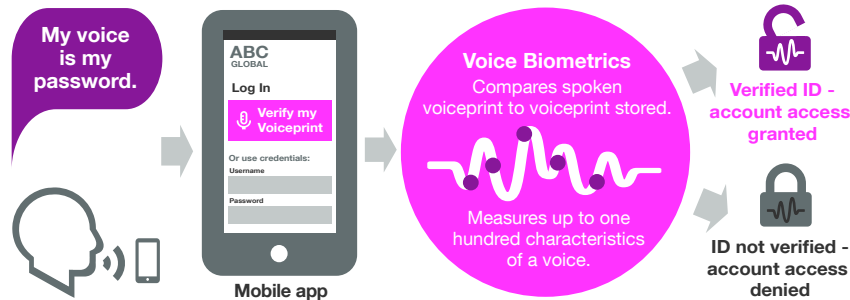 My voice
is my
password.
ABC
GLOBAL
Log In
Verify my
Voiceprint
Or use credentials:
Username
Password
Mobile app
Voice Biometrics
Compares spoken
voiceprint to voiceprint stored.
Measures up to one
hundred characteristics
of a voice.
Verified ID -
account access
granted
ID not verified -
account access
denied